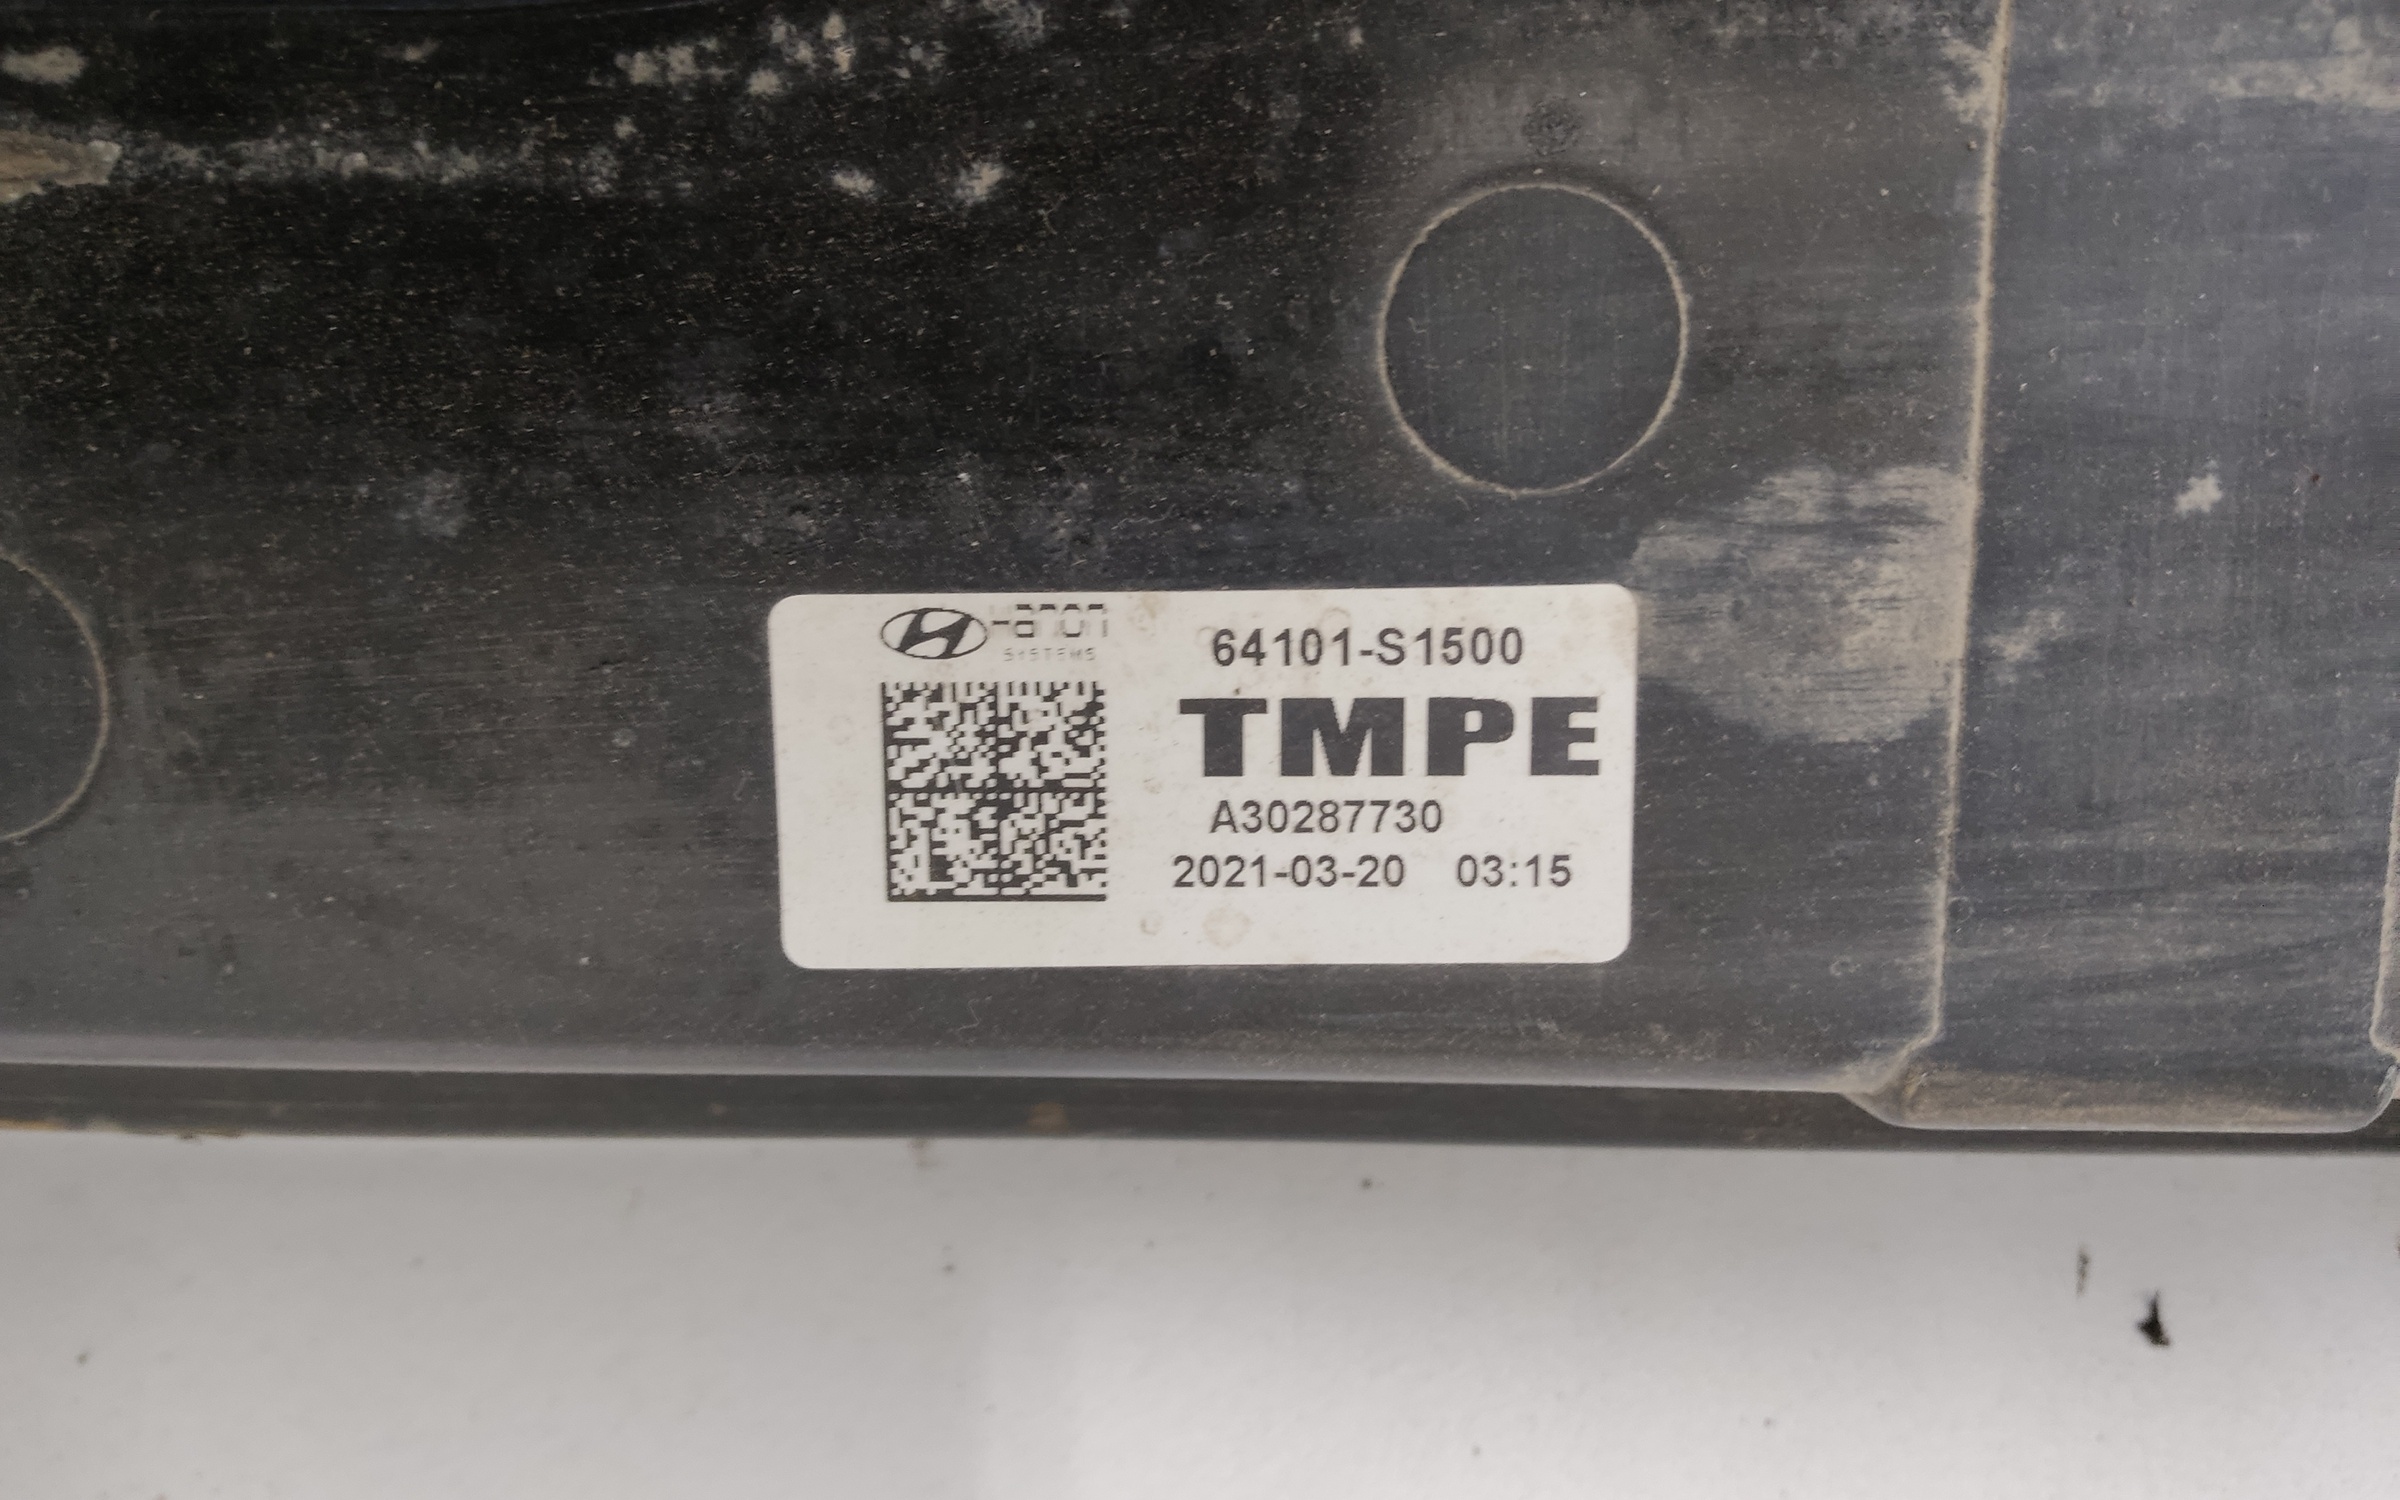 Hanon
SYSTEMS
64101-S1500
TMPE
A30287730
2021-03-20 03:15